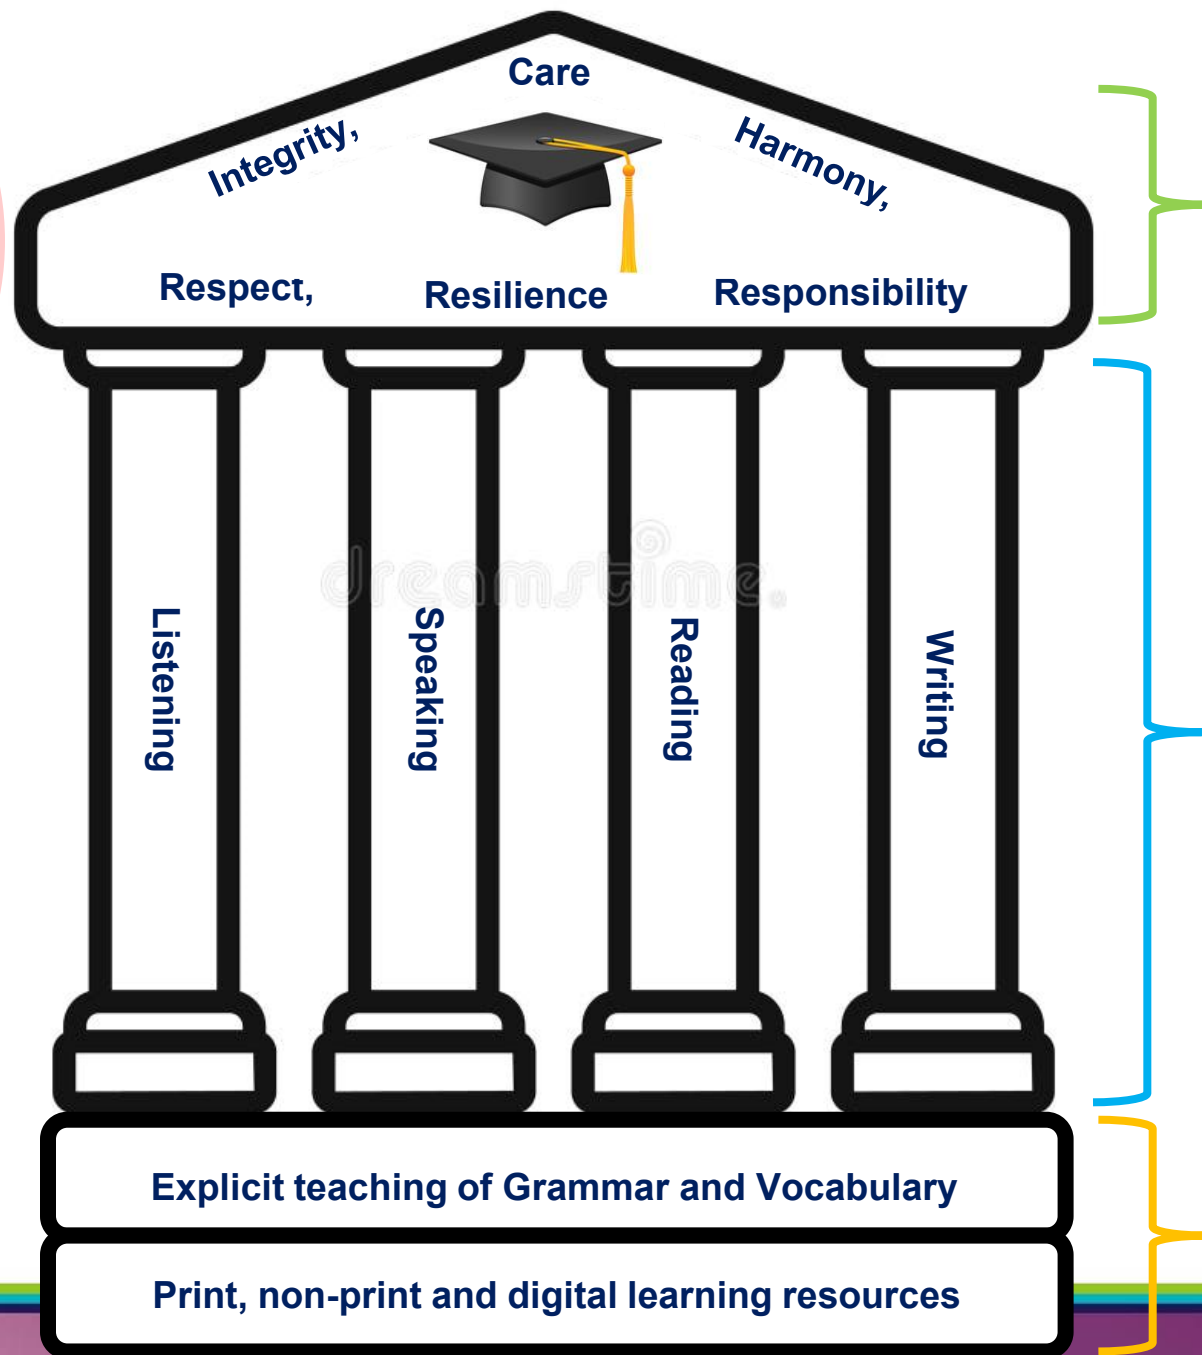 Care
Integrity,
Harmony,
Respect, Resilience Responsibility
dreamstime.
Listening
Speaking
Reading
Writing
Explicit teaching of Grammar and Vocabulary
Print, non-print and digital learning resources